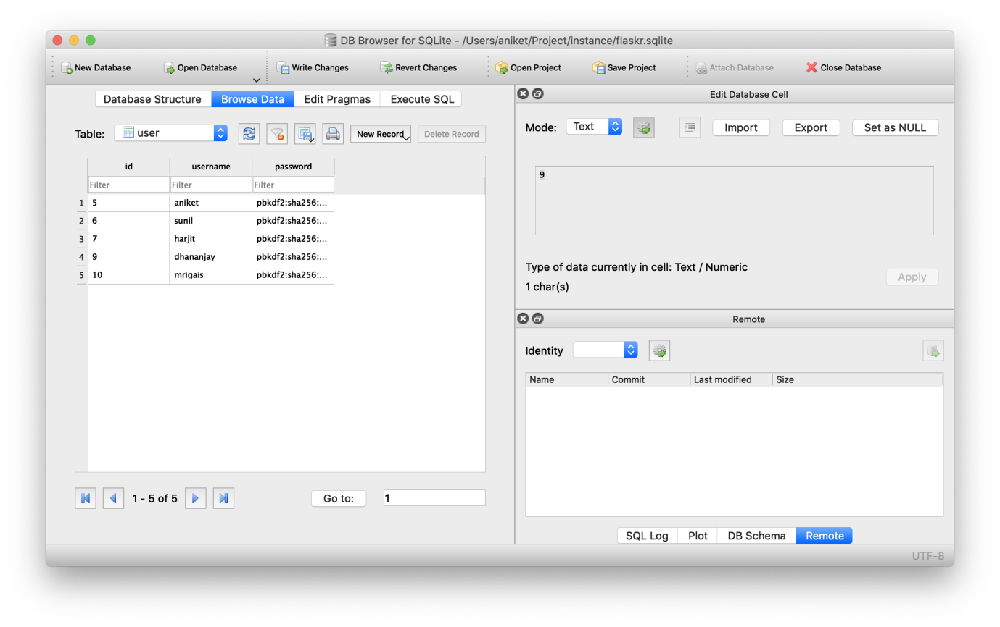 DB Browser for SQLite - /Users/aniket/Project/instance/flaskr.sqlite
New Database Open Database Write Changes Revert Changes Open Project Save Project Attach Database Close Database
Database Structure Browse Data Edit Pragmas Execute SQL
Table: user New Record Delete Record
id username password
Filter Filter Filter
1 5 aniket pbkdf2:sha256:...
2 6 sunil pbkdf2:sha256:...
3 7 harjit pbkdf2:sha256:...
4 9 dhananjay pbkdf2:sha256:...
5 10 mrigais pbkdf2:sha256:...
1 - 5 of 5 Go to: 1
Edit Database Cell
Mode: Text Import Export Set as NULL
9
Type of data currently in cell: Text / Numeric
1 char(s)
Apply
Remote
Identity
Name Commit Last modified Size
SQL Log Plot DB Schema Remote
UTF-8